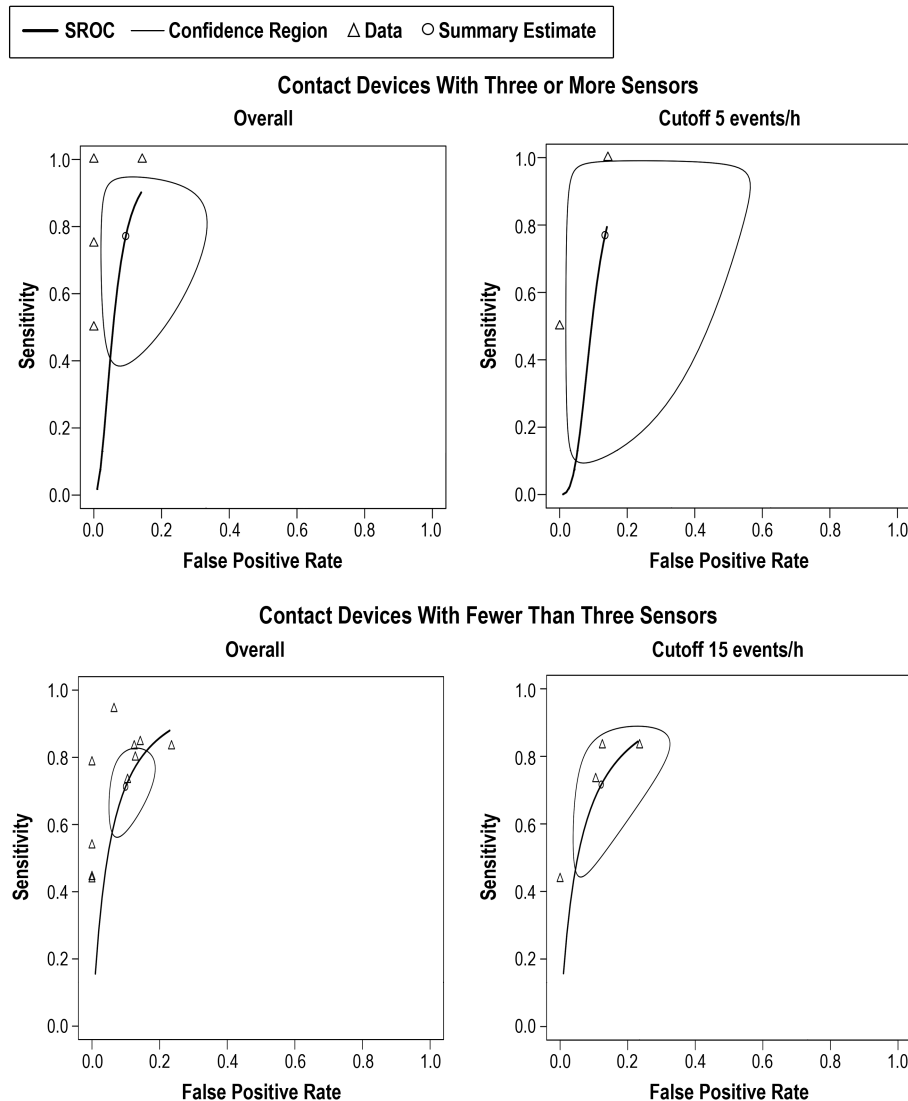 SROC Confidence Region Data Summary Estimate
Contact Devices With Three or More Sensors
Overall
Cutoff 5 events/h
1.0
0.8
0.6
0.4
0.2
0.0
Sensitivity
0.0 0.2 0.4 0.6 0.8 1.0
False Positive Rate
1.0
0.8
0.6
0.4
0.2
0.0
Sensitivity
0.0 0.2 0.4 0.6 0.8 1.0
False Positive Rate
Contact Devices With Fewer Than Three Sensors
Overall
Cutoff 15 events/h
1.0
0.8
0.6
0.4
0.2
0.0
Sensitivity
0.0 0.2 0.4 0.6 0.8 1.0
False Positive Rate
1.0
0.8
0.6
0.4
0.2
0.0
Sensitivity
0.0 0.2 0.4 0.6 0.8 1.0
False Positive Rate